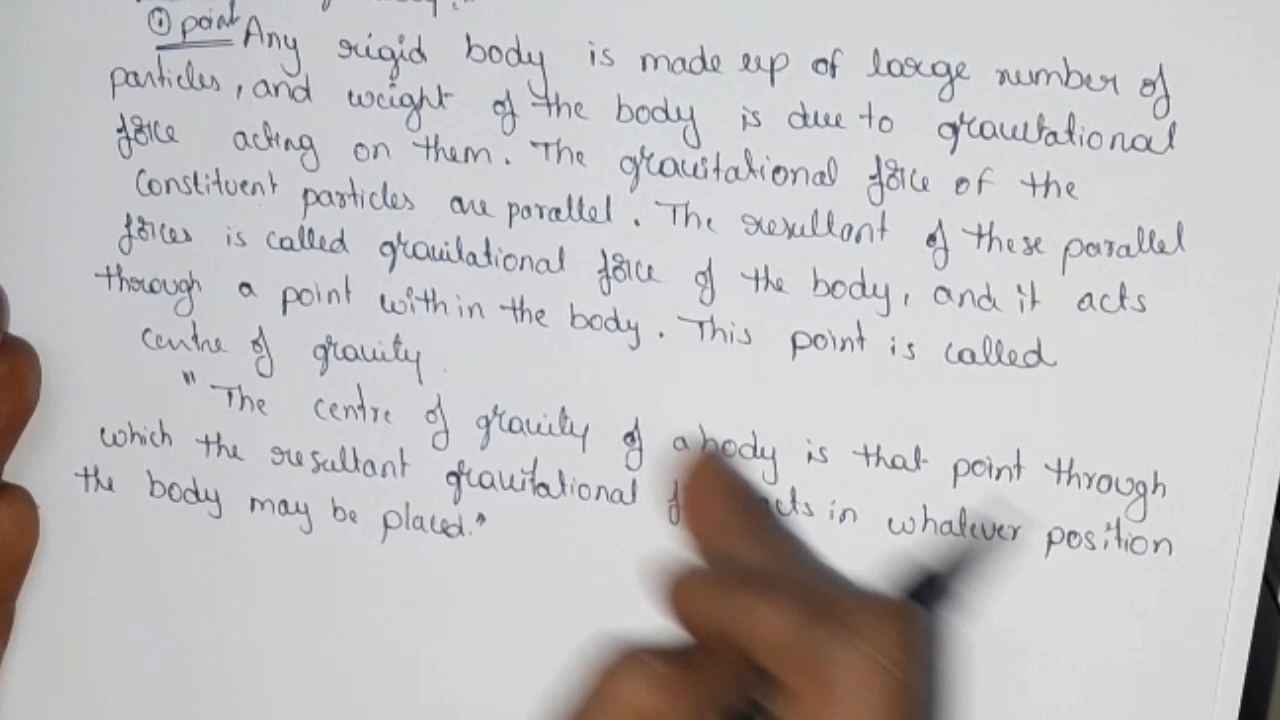 ① point Any rigid body is made up of large number of
particles, and weight of the body is due to gravitational
force acting on them. The gravitational force of the
constituent particles are parallel. The resultant of these parallel
forces is called gravitational force of the body, and it acts
through a point within the body. This point is called
centre of gravity.
"The centre of gravity of a body is that point through
which the resultant gravitational acts in whatever position
the body may be placed."